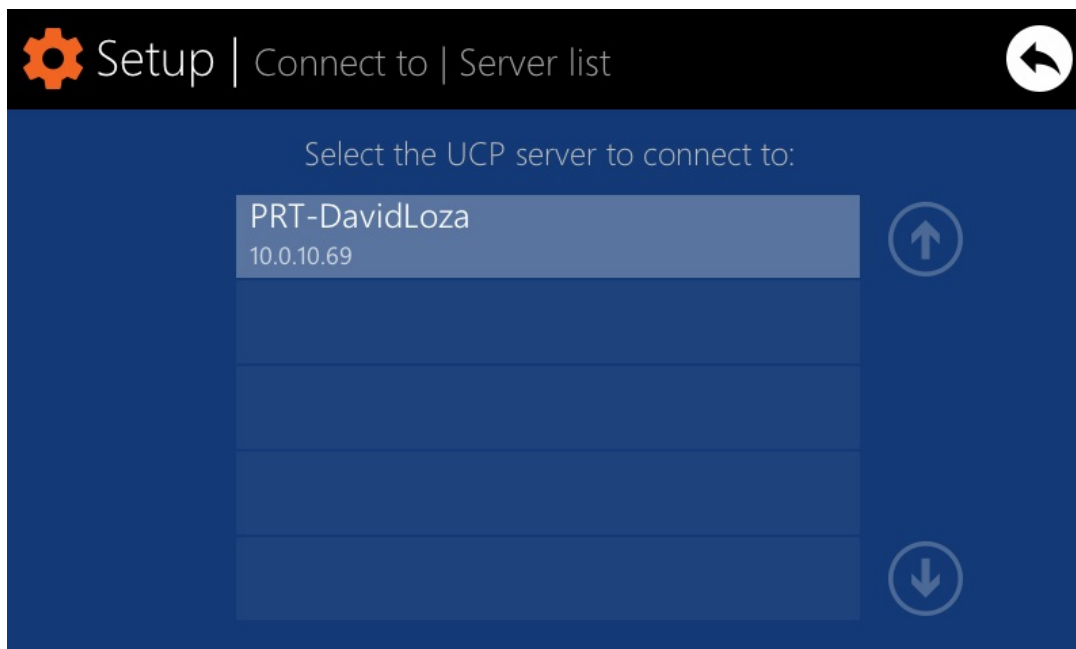 Setup | Connect to | Server list
Select the UCP server to connect to:
PRT-DavidLoza
10.0.10.69